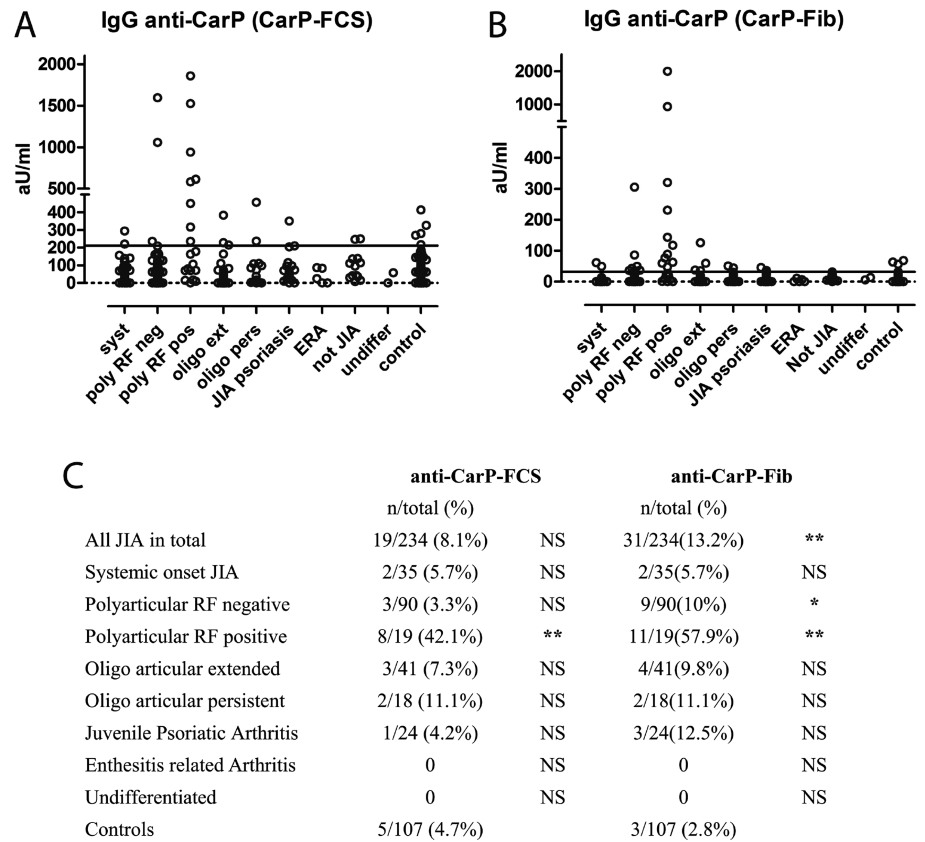 A
IgG anti-CarP (CarP-FCS)
aU/ml
2000
1500
1000
500
400
300
200
100
0
syst
poly RF neg
poly RF pos
oligo ext
oligo pers
JIA psoriasis
ERA
not JIA
undiffer
control
B
IgG anti-CarP (CarP-Fib)
aU/ml
2000
1000
400
300
200
100
0
syst
poly RF neg
poly RF pos
oligo ext
oligo pers
JIA psoriasis
ERA
Not JIA
undiffer
control
C
anti-CarP-FCS anti-CarP-Fib
n/total (%) n/total (%)
All JIA in total 19/234 (8.1%) NS 31/234(13.2%) **
Systemic onset JIA 2/35 (5.7%) NS 2/35(5.7%) NS
Polyarticular RF negative 3/90 (3.3%) NS 9/90(10%) *
Polyarticular RF positive 8/19 (42.1%) ** 11/19(57.9%) **
Oligo articular extended 3/41 (7.3%) NS 4/41(9.8%) NS
Oligo articular persistent 2/18 (11.1%) NS 2/18(11.1%) NS
Juvenile Psoriatic Arthritis 1/24 (4.2%) NS 3/24(12.5%) NS
Enthesitis related Arthritis 0 NS 0 NS
Undifferentiated 0 NS 0 NS
Controls 5/107 (4.7%) 3/107 (2.8%)